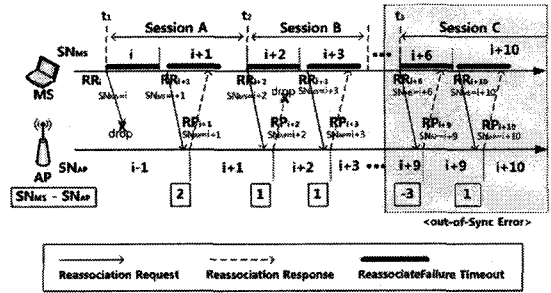 t₁ t₂ t₃
Session A Session B Session C
SNMS i i+1 i+2 i+3 ••• i+6 i+10
MS RRi RRi+1 RRi+2 RRi+3 RRi+6 RRi+10
SNMS=i SNMS=i+1 SNMS=i+2 drop SNMS=i+3 SNMS=i+6 SNMS=i+10
drop RPi+1 RPi+2 RPi+3 RPi+9 RPi+10
SNAP=i+1 SNAP=i+2 SNAP=i+3 SNAP=i+9 SNAP=i+10
AP SNAP i-1 i+1 i+2 i+3 ••• i+9 i+9 i+10
SNMS - SNAP 2 1 1 -3 1
<out-of-Sync Error>
Reassociation Request Reassociation Response ReassociateFailure Timeout